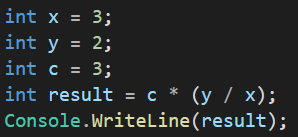 int x = 3;
int y = 2;
int c = 3;
int result = c * (y / x);
Console.WriteLine(result);